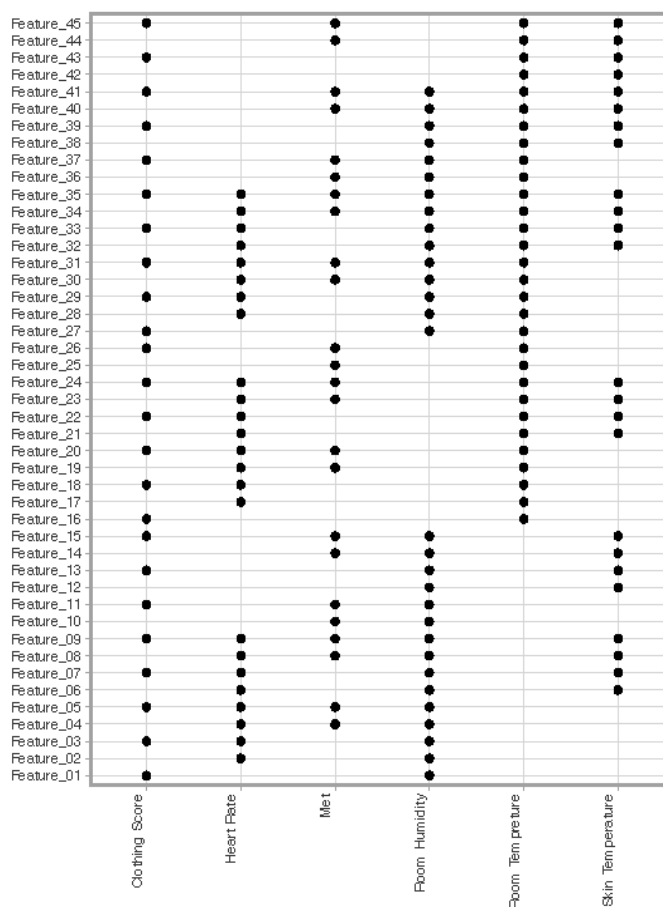 Feature_45
Feature_44
Feature_43
Feature_42
Feature_41
Feature_40
Feature_39
Feature_38
Feature_37
Feature_36
Feature_35
Feature_34
Feature_33
Feature_32
Feature_31
Feature_30
Feature_29
Feature_28
Feature_27
Feature_26
Feature_25
Feature_24
Feature_23
Feature_22
Feature_21
Feature_20
Feature_19
Feature_18
Feature_17
Feature_16
Feature_15
Feature_14
Feature_13
Feature_12
Feature_11
Feature_10
Feature_09
Feature_08
Feature_07
Feature_06
Feature_05
Feature_04
Feature_03
Feature_02
Feature_01
Clothing Score
Heart Rate
Met
Room Humidity
Room Tempreture
Skin Temperature